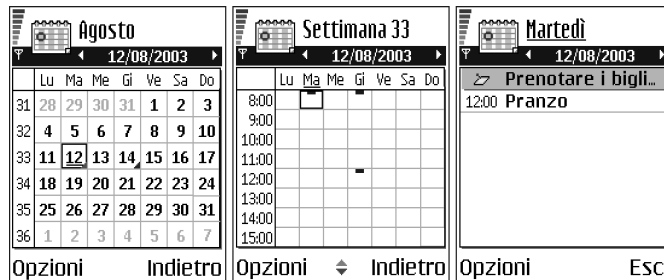 Agosto
12/08/2003
Lu Ma Me Gi Ve Sa Do
31 28 29 30 31 1 2 3
32 4 5 6 7 8 9 10
33 11 12 13 14 15 16 17
34 18 19 20 21 22 23 24
35 25 26 27 28 29 30 31
36 1 2 3 4 5 6 7
Opzioni Indietro
Settimana 33
12/08/2003
Lu Ma Me Gi Ve Sa Do
8:00
9:00
10:00
11:00
12:00
13:00
14:00
15:00
Opzioni Indietro
Martedì
12/08/2003
Prenotare i bigli...
12:00 Pranzo
Opzioni Esc